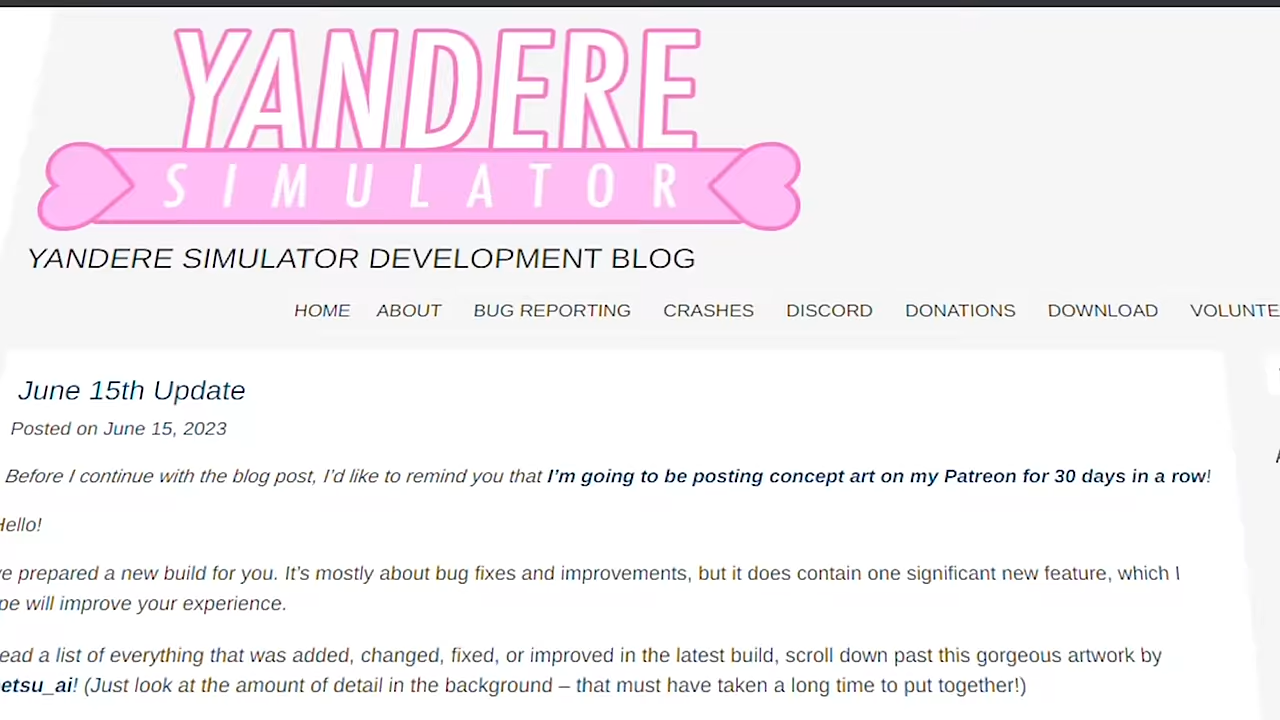 YANDERE
SIMULATOR
YANDERE SIMULATOR DEVELOPMENT BLOG
HOME ABOUT BUG REPORTING CRASHES DISCORD DONATIONS DOWNLOAD
June 15th Update
Posted on June 15, 2023
Before I continue with the blog post, I'd like to remind you that I'm going to be posting concept art on my Patreon for 30 days in a row!
Hello!
prepared a new build for you. It's mostly about bug fixes and improvements, but it does contain one significant new feature, which I
will improve your experience.
a list of everything that was added, changed, fixed, or improved in the latest build, scroll down past this gorgeous artwork by
(Just look at the amount of detail in the background – that must have taken a long time to put together!)